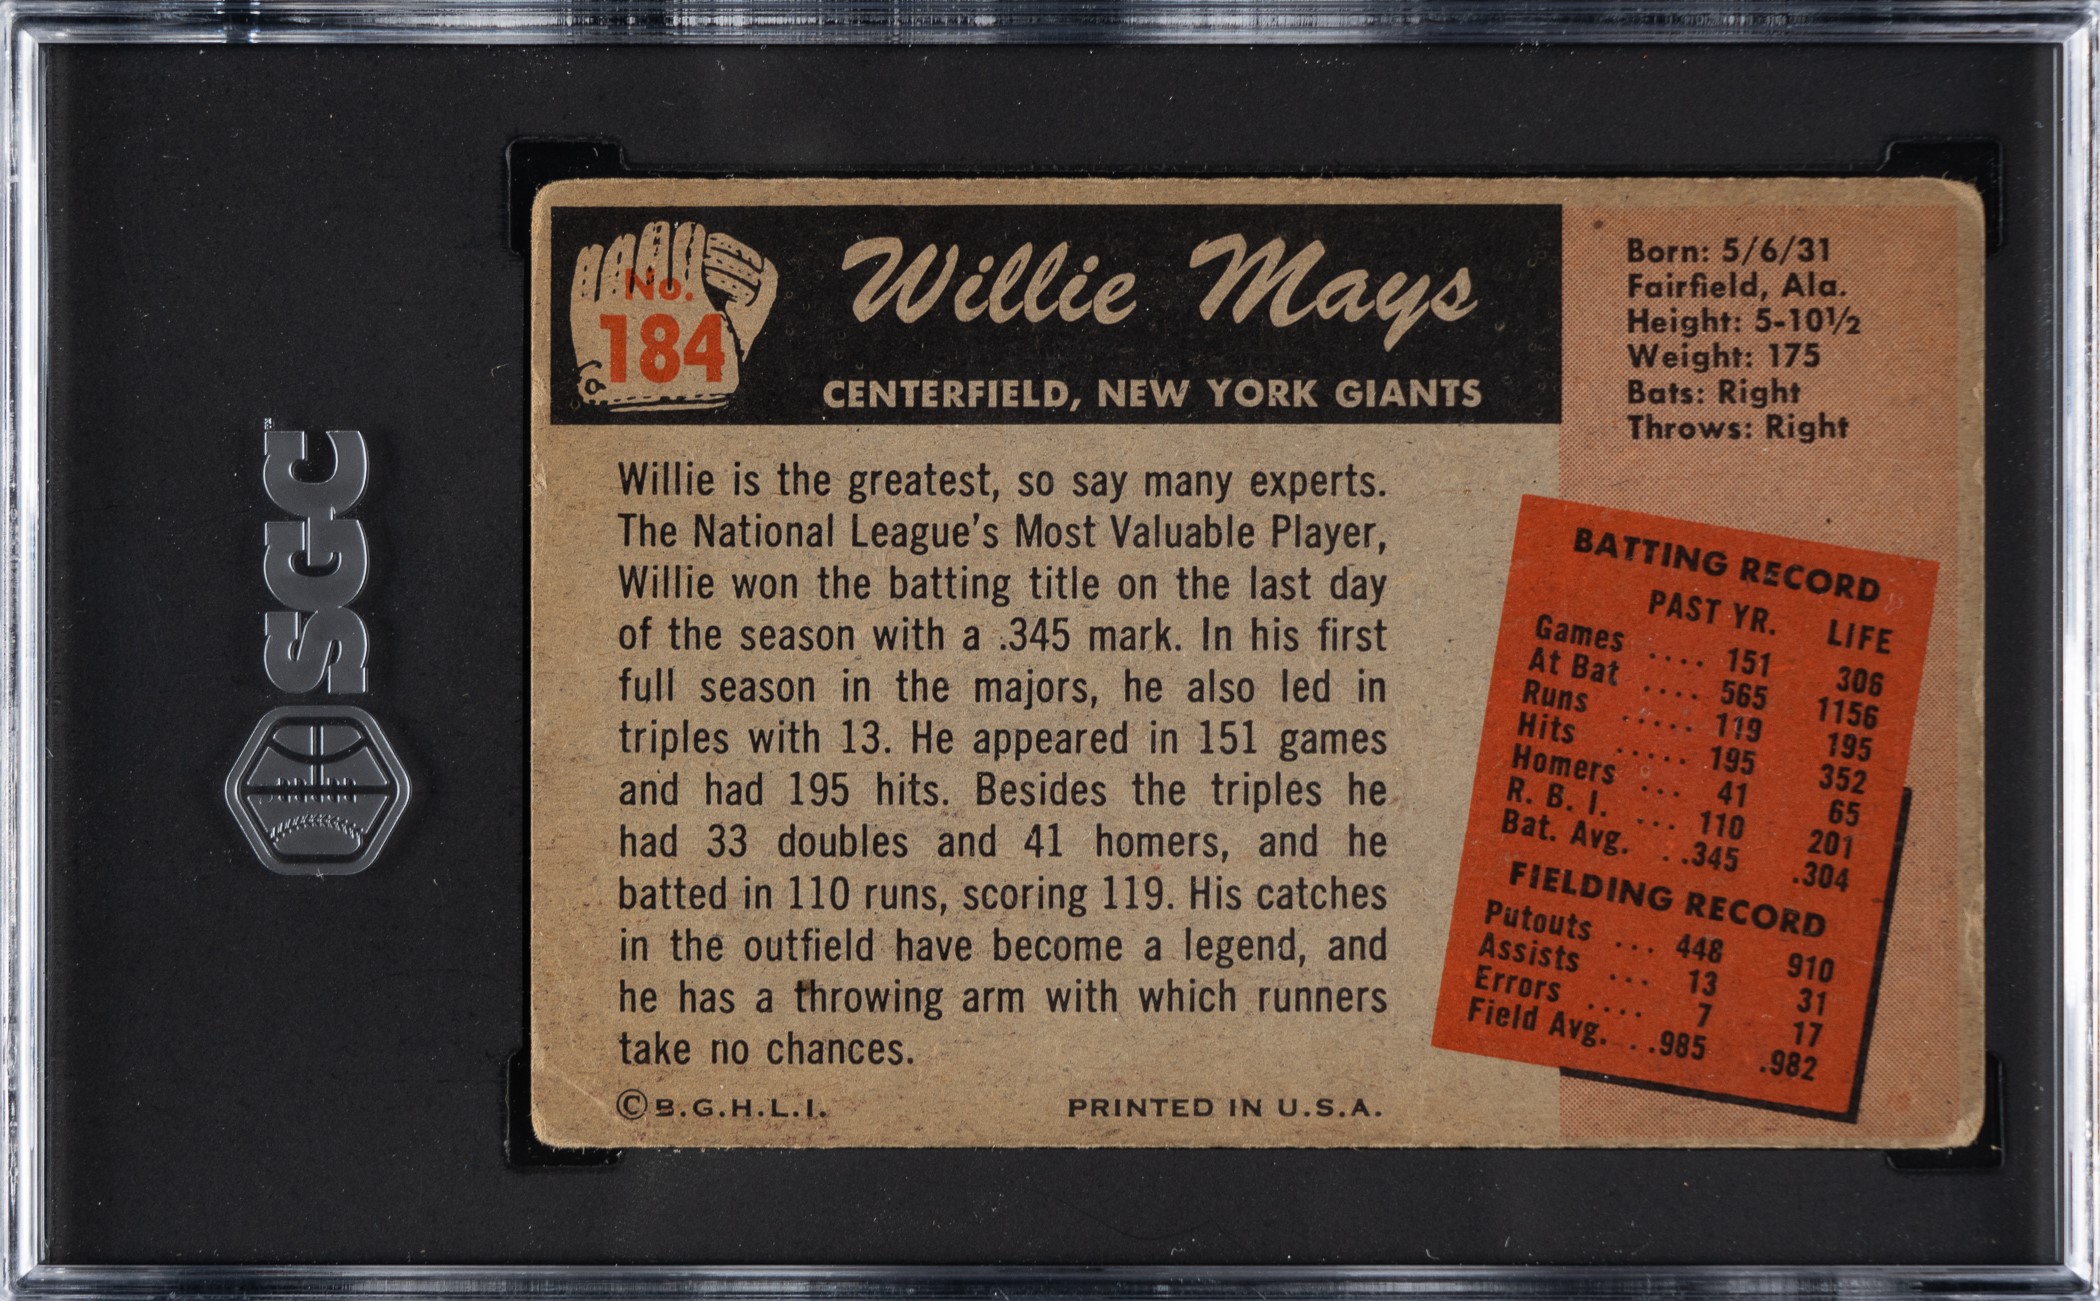 SGC
No.
184
Willie Mays
CENTERFIELD, NEW YORK GIANTS
Born: 5/6/31
Fairfield, Ala.
Height: 5-10½
Weight: 175
Bats: Right
Throws: Right
Willie is the greatest, so say many experts.
The National League's Most Valuable Player,
Willie won the batting title on the last day
of the season with a .345 mark. In his first
full season in the majors, he also led in
triples with 13. He appeared in 151 games
and had 195 hits. Besides the triples he
had 33 doubles and 41 homers, and he
batted in 110 runs, scoring 119. His catches
in the outfield have become a legend, and
he has a throwing arm with which runners
take no chances.
© B.G.H.L.I. PRINTED IN U.S.A.
BATTING RECORD
PAST YR. LIFE
Games .... 151 306
At Bat .... 565 1156
Runs ..... 119 195
Hits ..... 195 352
Homers ... 41 65
R. B. I. ... 110 201
Bat. Avg. . .345 .304
FIELDING RECORD
Putouts ... 448 910
Assists ... 13 31
Errors .... 7 17
Field Avg. . .985 .982